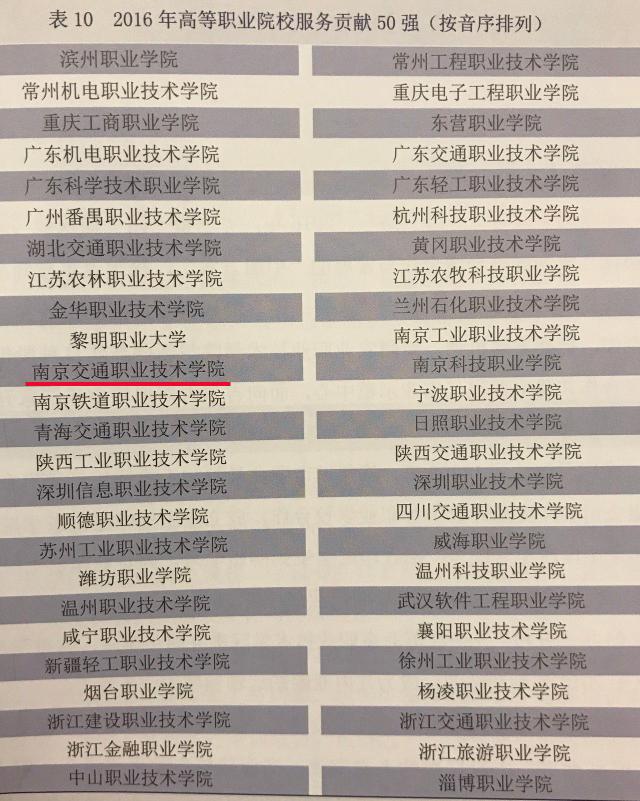 表 10 2016 年高等职业院校服务贡献 50 强（按音序排列）
滨州职业学院 常州工程职业技术学院
常州机电职业技术学院 重庆电子工程职业学院
重庆工商职业学院 东营职业学院
广东机电职业技术学院 广东交通职业技术学院
广东科学技术职业学院 广东轻工职业技术学院
广州番禺职业技术学院 杭州科技职业技术学院
湖北交通职业技术学院 黄冈职业技术学院
江苏农林职业技术学院 江苏农牧科技职业学院
金华职业技术学院 兰州石化职业技术学院
黎明职业大学 南京工业职业技术学院
南京交通职业技术学院 南京科技职业学院
南京铁道职业技术学院 宁波职业技术学院
青海交通职业技术学院 日照职业技术学院
陕西工业职业技术学院 陕西交通职业技术学院
深圳信息职业技术学院 深圳职业技术学院
顺德职业技术学院 四川交通职业技术学院
苏州工业职业技术学院 威海职业学院
潍坊职业学院 温州科技职业学院
温州职业技术学院 武汉软件工程职业学院
咸宁职业技术学院 襄阳职业技术学院
新疆轻工职业技术学院 徐州工业职业技术学院
烟台职业学院 杨凌职业技术学院
浙江建设职业技术学院 浙江交通职业技术学院
浙江金融职业学院 浙江旅游职业学院
中山职业技术学院 淄博职业学院